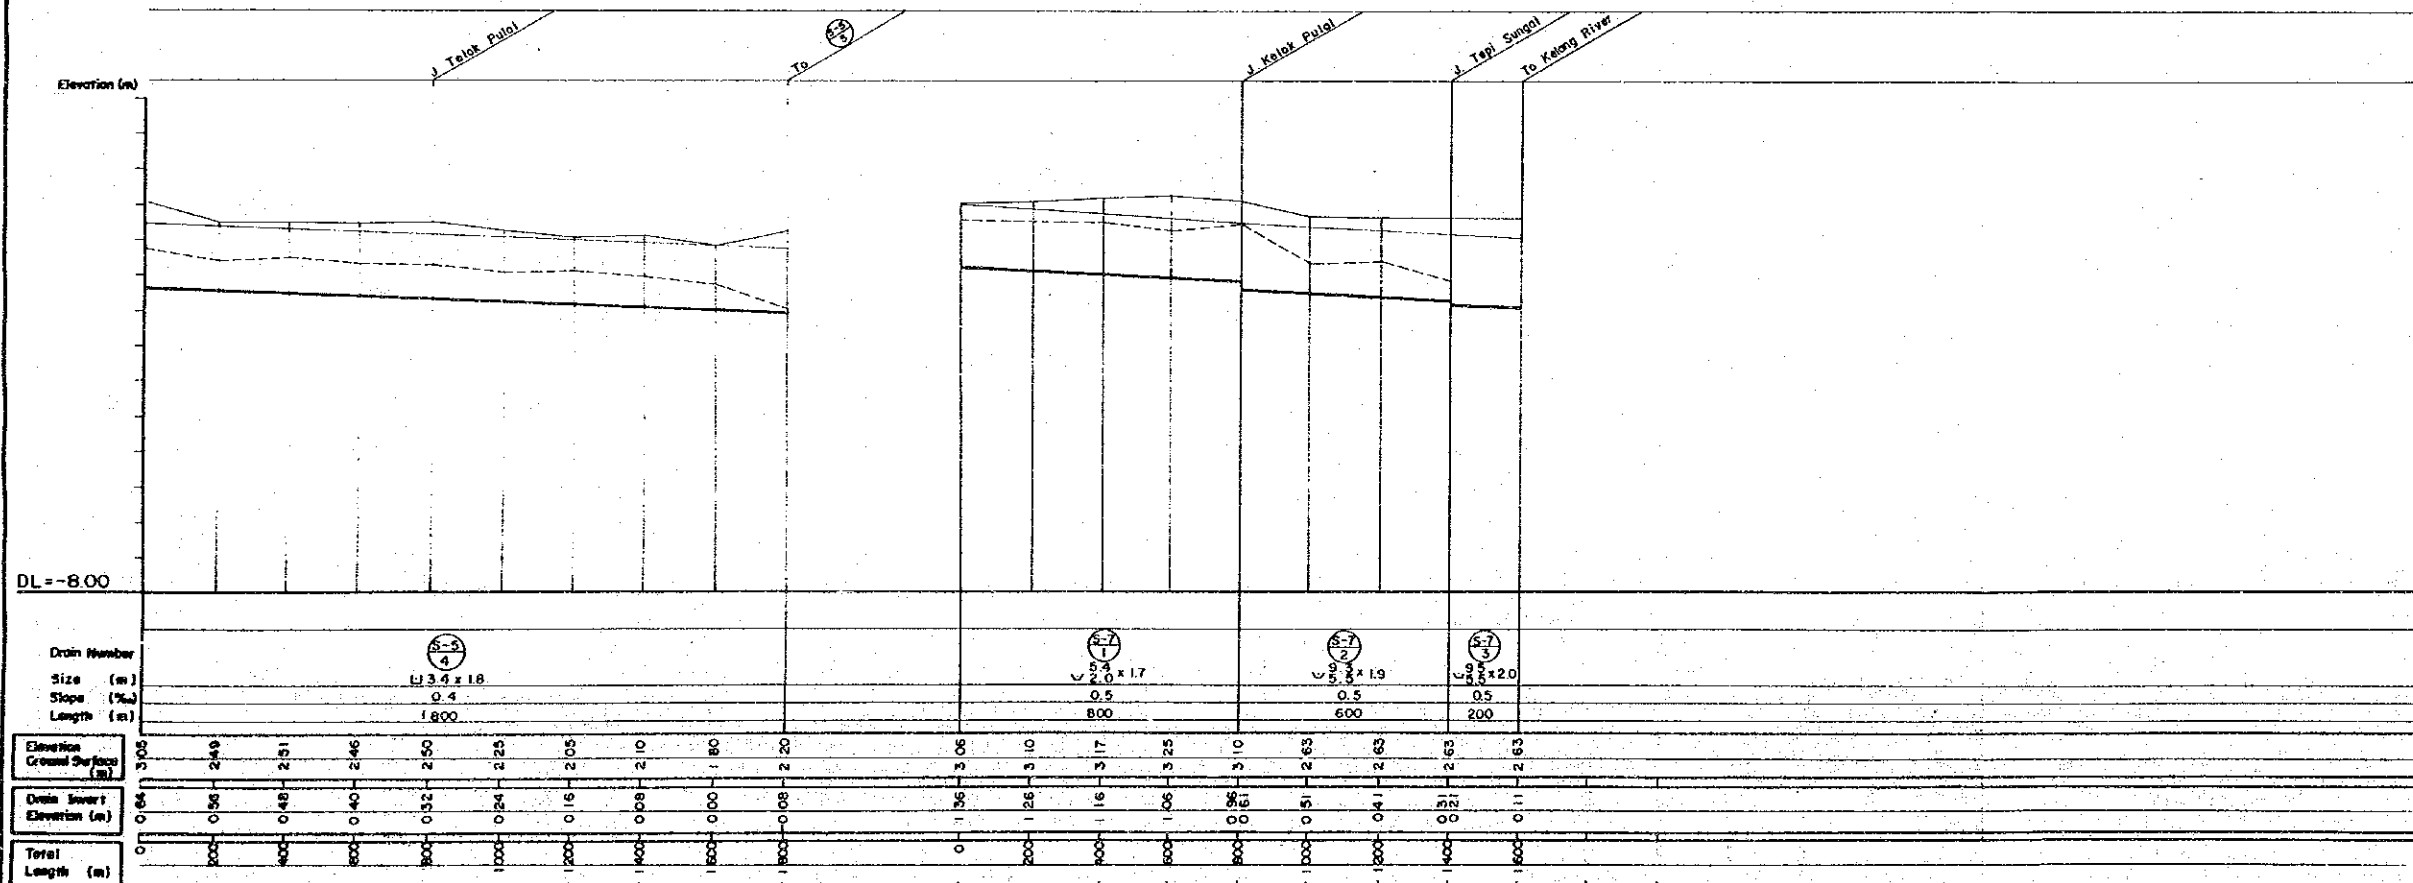 J. Telok Pulai
To S-5 5
J. Kelok Pulai
J. Tepi Sungai
To Kelang River
Elevation (m)
DL=-8.00
Drain Number S-5 4 S-7 1 S-7 2 S-7 3
Size (m) 3.4 x 1.8 5.4 2.0 x 1.7 9.3 5.5 x 1.9 9.5 5.5 x 2.0
Slope (‰) 0.4 0.5 0.5 0.5
Length (m) 1800 800 600 200
Elevation Ground Surface (m) 3.05 2.49 2.51 2.46 2.50 2.25 2.05 2.10 1.80 2.20 3.06 3.10 3.17 3.25 3.10 2.63 2.63 2.63 2.63
Drain Invert Elevation (m) 0.64 0.56 0.48 0.40 0.32 0.24 0.16 0.08 0.00 0.08 1.36 1.26 1.16 1.06 0.96 0.61 0.51 0.41 0.31 0.21 0.11
Total Length (m) 0 200 400 600 800 1000 1200 1400 1600 1800 0 200 400 600 800 1000 1200 1400 1600